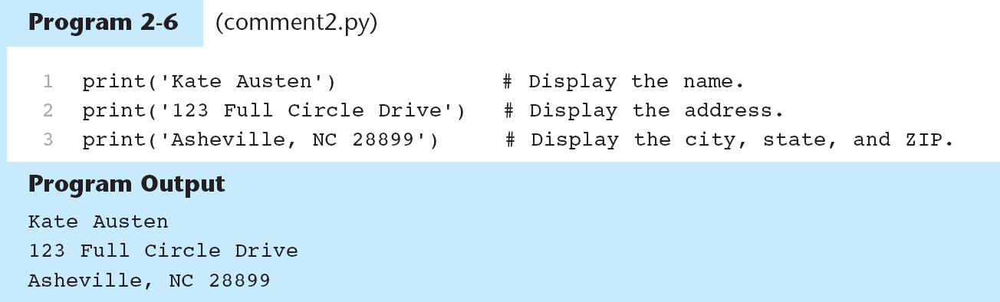 Program 2-6 (comment2.py)
1 print('Kate Austen') # Display the name.
2 print('123 Full Circle Drive') # Display the address.
3 print('Asheville, NC 28899') # Display the city, state, and ZIP.
Program Output
Kate Austen
123 Full Circle Drive
Asheville, NC 28899